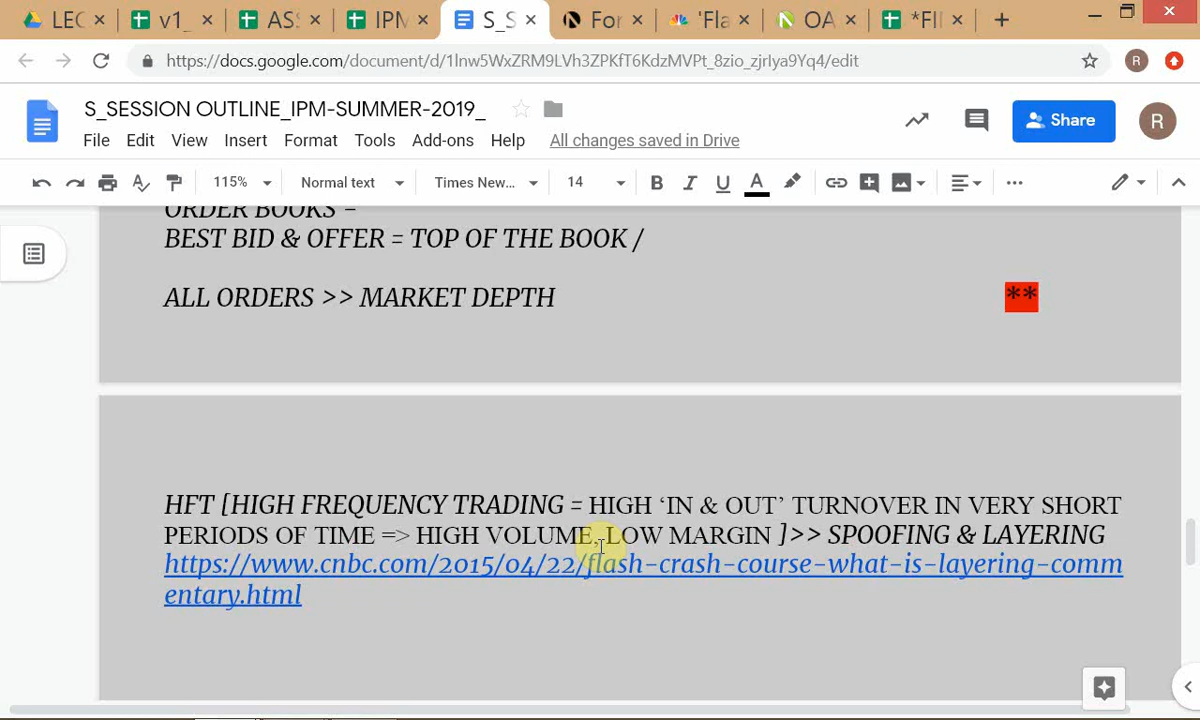 LEC
v1_
ASS
IPM
S_S
For
'Fla
OA
*FII
https://docs.google.com/document/d/1lnw5WxZRM9LVh3ZPKfT6KdzMVPt_8zio_zjrIya9Yq4/edit
R
S_SESSION OUTLINE_IPM-SUMMER-2019_
File Edit View Insert Format Tools Add-ons Help All changes saved in Drive
Share
R
115% Normal text Times New... 14 B I U A
ORDER BOOKS –
BEST BID & OFFER = TOP OF THE BOOK /
ALL ORDERS >> MARKET DEPTH **
HFT [HIGH FREQUENCY TRADING = HIGH ‘IN & OUT’ TURNOVER IN VERY SHORT
PERIODS OF TIME => HIGH VOLUME, LOW MARGIN ]>> SPOOFING & LAYERING
https://www.cnbc.com/2015/04/22/flash-crash-course-what-is-layering-comm
entary.html